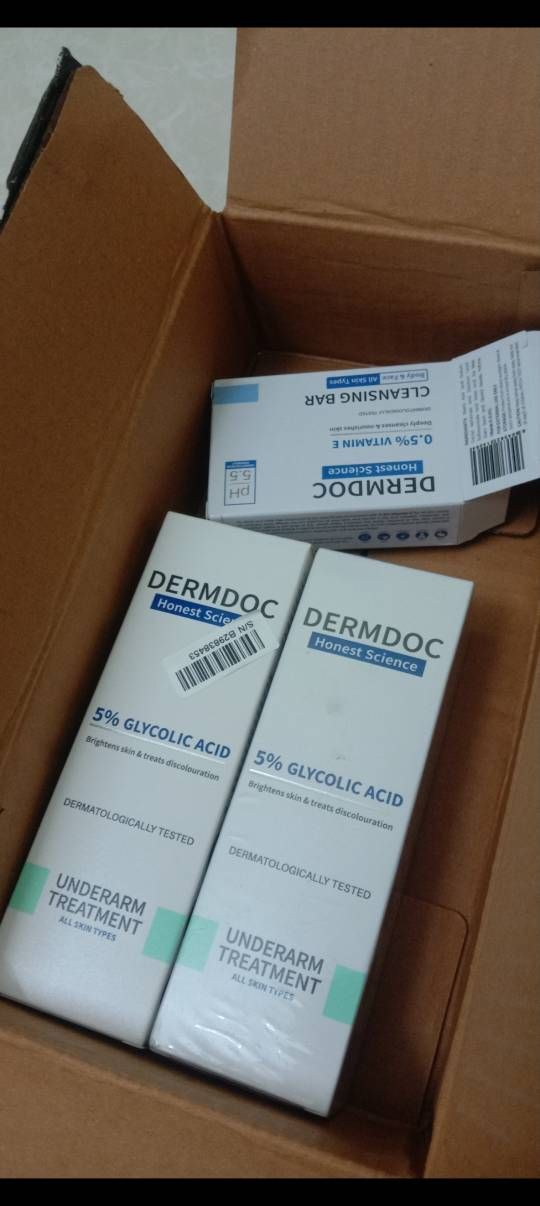 Body & Face All Skin Types
CLEANSING BAR
DERMATOLOGICALLY TESTED
Deeply cleanses & nourishes skin
0.5% VITAMIN E
Honest Science
DERMDOC
pH
5.5
DERMDOC
Honest Scie
S/N B29838453
5% GLYCOLIC ACID
Brightens skin & treats discolouration
DERMATOLOGICALLY TESTED
UNDERARM
TREATMENT
ALL SKIN TYPES
DERMDOC
Honest Science
5% GLYCOLIC ACID
Brightens skin & treats discolouration
DERMATOLOGICALLY TESTED
UNDERARM
TREATMENT
ALL SKIN TYPES